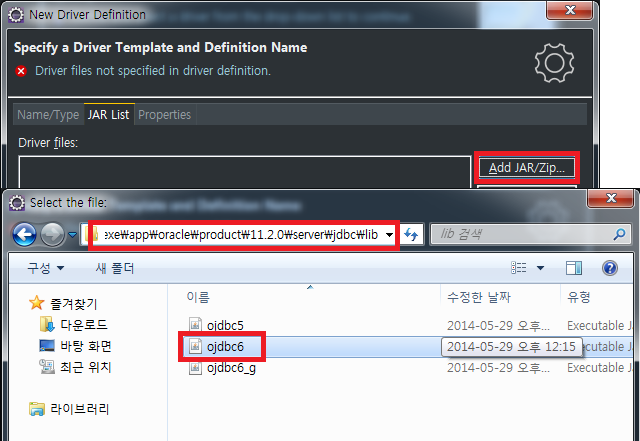 New Driver Definition
Specify a Driver Template and Definition Name
Driver files not specified in driver definition.
Name/Type JAR List Properties
Driver files:
Add JAR/Zip...
Select the file:
exe₩app₩oracle₩product₩11.2.0₩server₩jdbc₩lib
lib 검색
구성 새 폴더
즐겨찾기
다운로드
바탕 화면
최근 위치
라이브러리
이름 수정한 날짜 유형
ojdbc5 2014-05-29 오후... Executable Ja
ojdbc6 2014-05-29 오후 12:15 Executable Ja
ojdbc6_g 2014-05-29 오후... Executable Ja